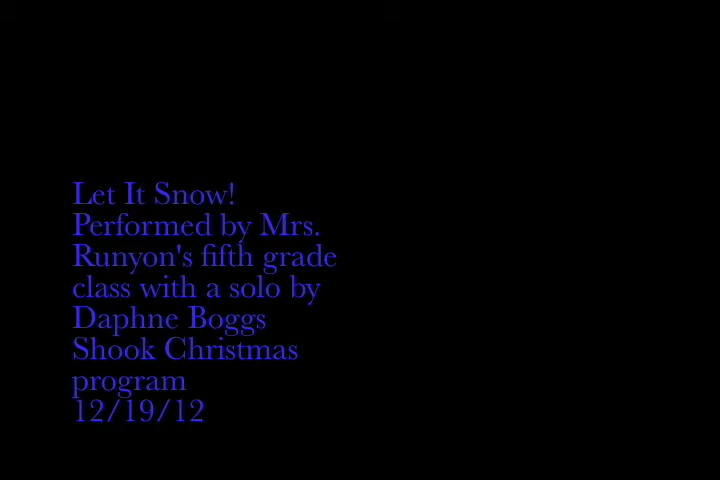 Let It Snow!
Performed by Mrs.
Runyon's fifth grade
class with a solo by
Daphne Boggs
Shook Christmas
program
12/19/12